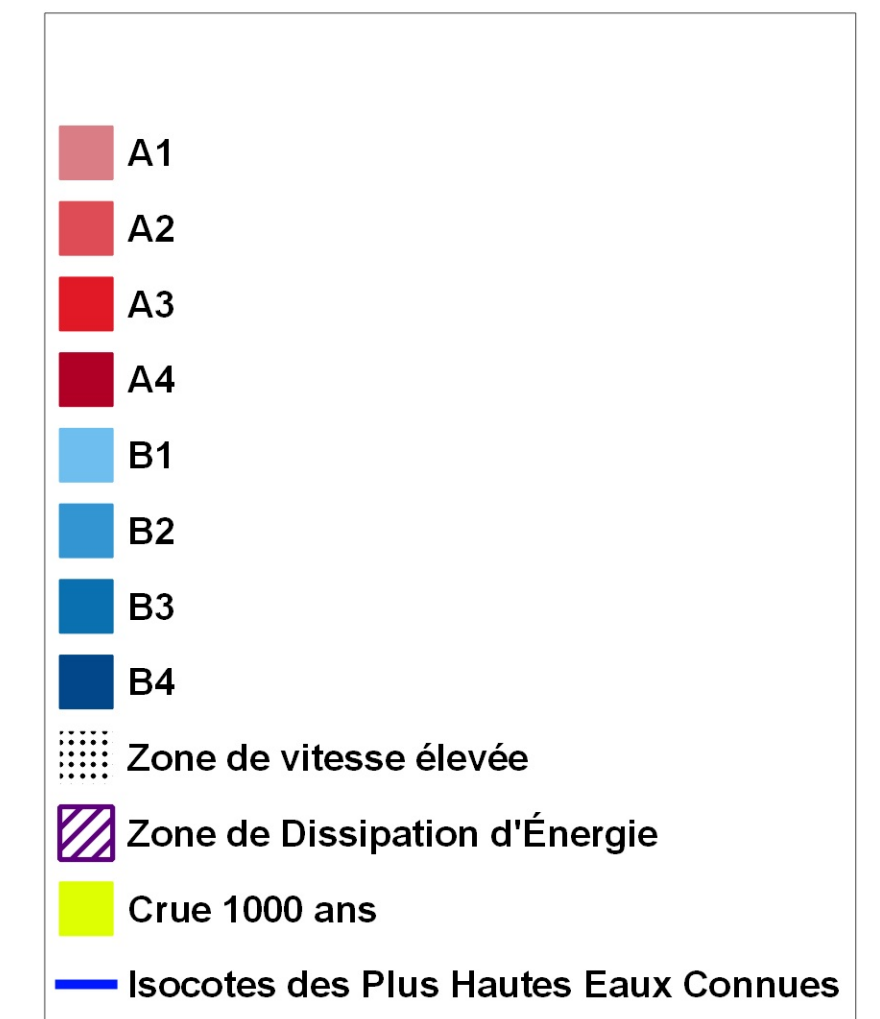 A1
A2
A3
A4
B1
B2
B3
B4
Zone de vitesse élevée
Zone de Dissipation d'Énergie
Crue 1000 ans
Isocotes des Plus Hautes Eaux Connues